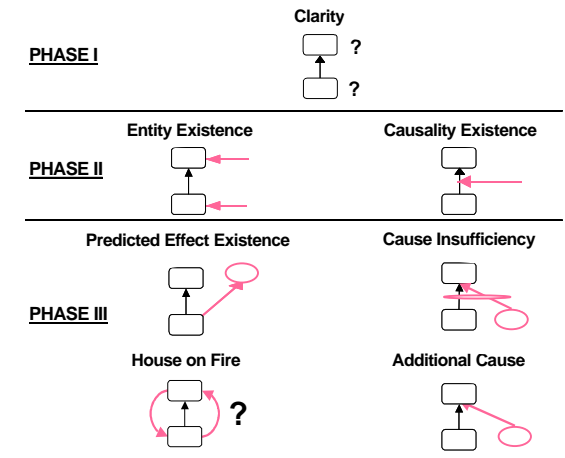 Clarity
PHASE I
?
?
Entity Existence
Causality Existence
PHASE II
Predicted Effect Existence
Cause Insufficiency
PHASE III
House on Fire
Additional Cause
?